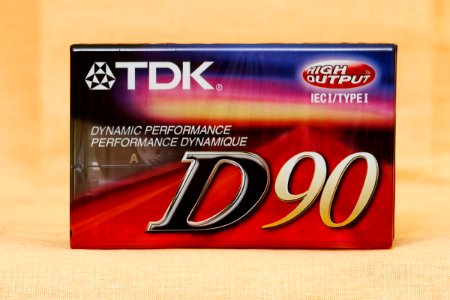 TDK®
HIGH
OUTPUT
IEC I/TYPE I
DYNAMIC PERFORMANCE
PERFORMANCE DYNAMIQUE
A
D90